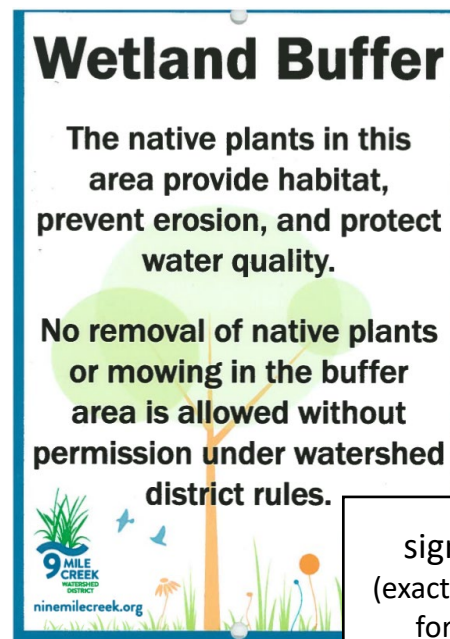 Wetland Buffer
The native plants in this
area provide habitat,
prevent erosion, and protect
water quality.
No removal of native plants
or mowing in the buffer
area is allowed without
permission under watershed
district rules.
9 MILE
CREEK
WATERSHED
DISTRICT
ninemilecreek.org
(exact
for